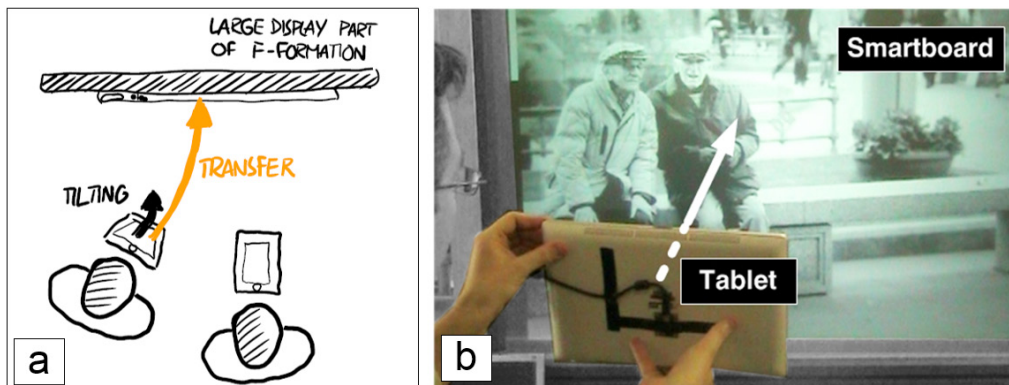 LARGE DISPLAY PART
OF F-FORMATION
TILTING
TRANSFER
a
Smartboard
Tablet
b